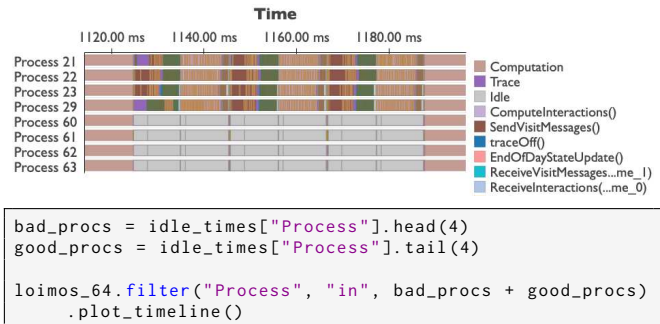 Time
1120.00 ms 1140.00 ms 1160.00 ms 1180.00 ms
Process 21
Process 22
Process 23
Process 29
Process 60
Process 61
Process 62
Process 63
Computation
Trace
Idle
ComputeInteractions()
SendVisitMessages()
traceOff()
EndOfDayStateUpdate()
ReceiveVisitMessages...me_1)
ReceiveInteractions(...me_0)
bad_procs = idle_times["Process"].head(4)
good_procs = idle_times["Process"].tail(4)
loimos_64.filter("Process", "in", bad_procs + good_procs)
.plot_timeline()